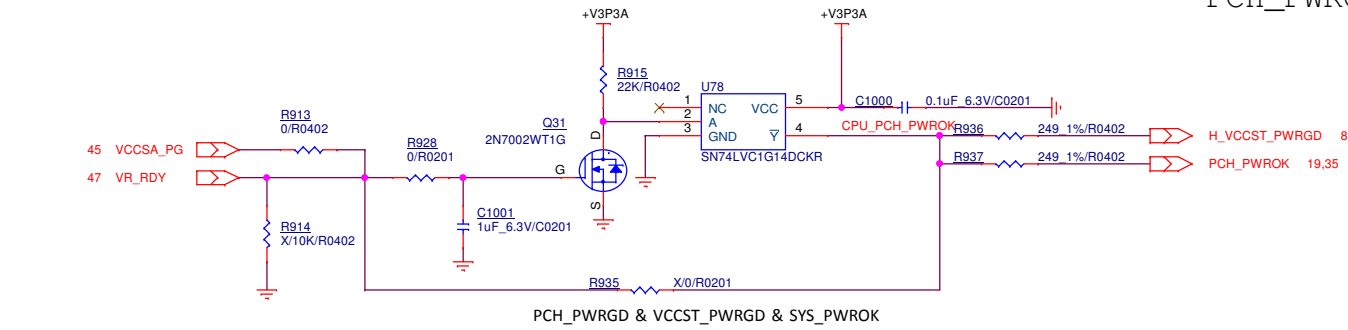 PCH_PWRO
+V3P3A
+V3P3A
R915
22K/R0402
U78
1 NC VCC 5
2 A
3 GND Y 4
SN74LVC1G14DCKR
C1000 0.1uF_6.3V/C0201
CPU_PCH_PWROK
R936 249_1%/R0402
H_VCCST_PWRGD 8
R937 249_1%/R0402
PCH_PWROK 19,35
R913
0/R0402
R928
0/R0201
Q31
2N7002WT1G
D
G
S
45 VCCSA_PG
47 VR_RDY
R914
X/10K/R0402
C1001
1uF_6.3V/C0201
R935 X/0/R0201
PCH_PWRGD & VCCST_PWRGD & SYS_PWROK